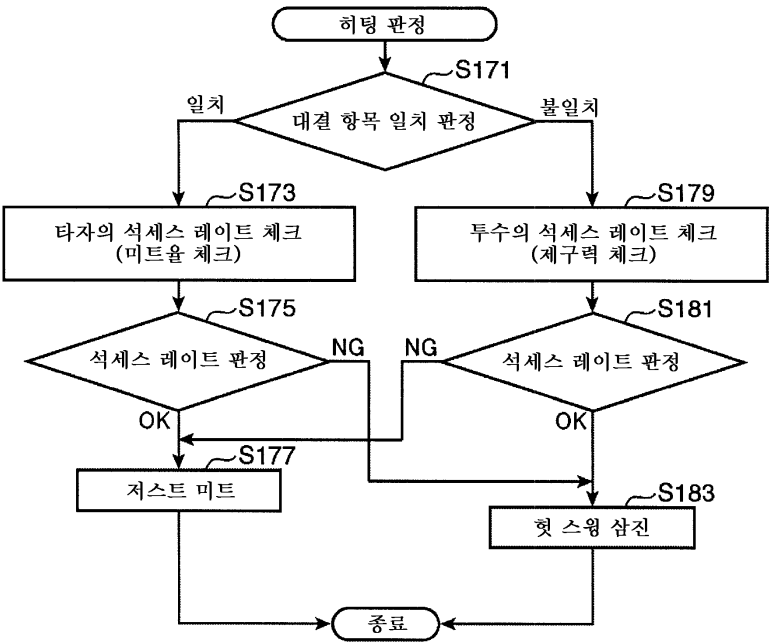 히팅 판정
S171
일치
불일치
대결 항목 일치 판정
S173
S179
타자의 석세스 레이트 체크
(미트율 체크)
투수의 석세스 레이트 체크
(제구력 체크)
S175
S181
석세스 레이트 판정
NG
NG
석세스 레이트 판정
OK
OK
S177
저스트 미트
S183
헛 스윙 삼진
종료